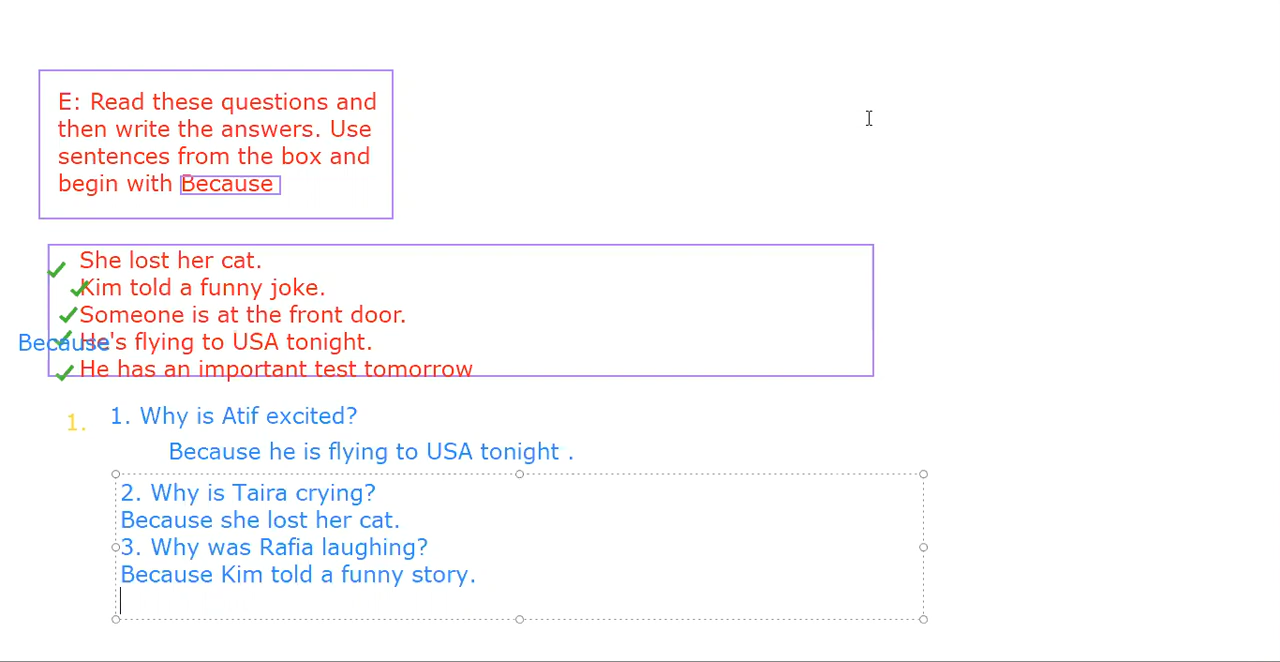 E: Read these questions and
then write the answers. Use
sentences from the box and
begin with Because
She lost her cat.
Kim told a funny joke.
Someone is at the front door.
Because
He's flying to USA tonight.
He has an important test tomorrow
1.
1. Why is Atif excited?
Because he is flying to USA tonight .
2. Why is Taira crying?
Because she lost her cat.
3. Why was Rafia laughing?
Because Kim told a funny story.